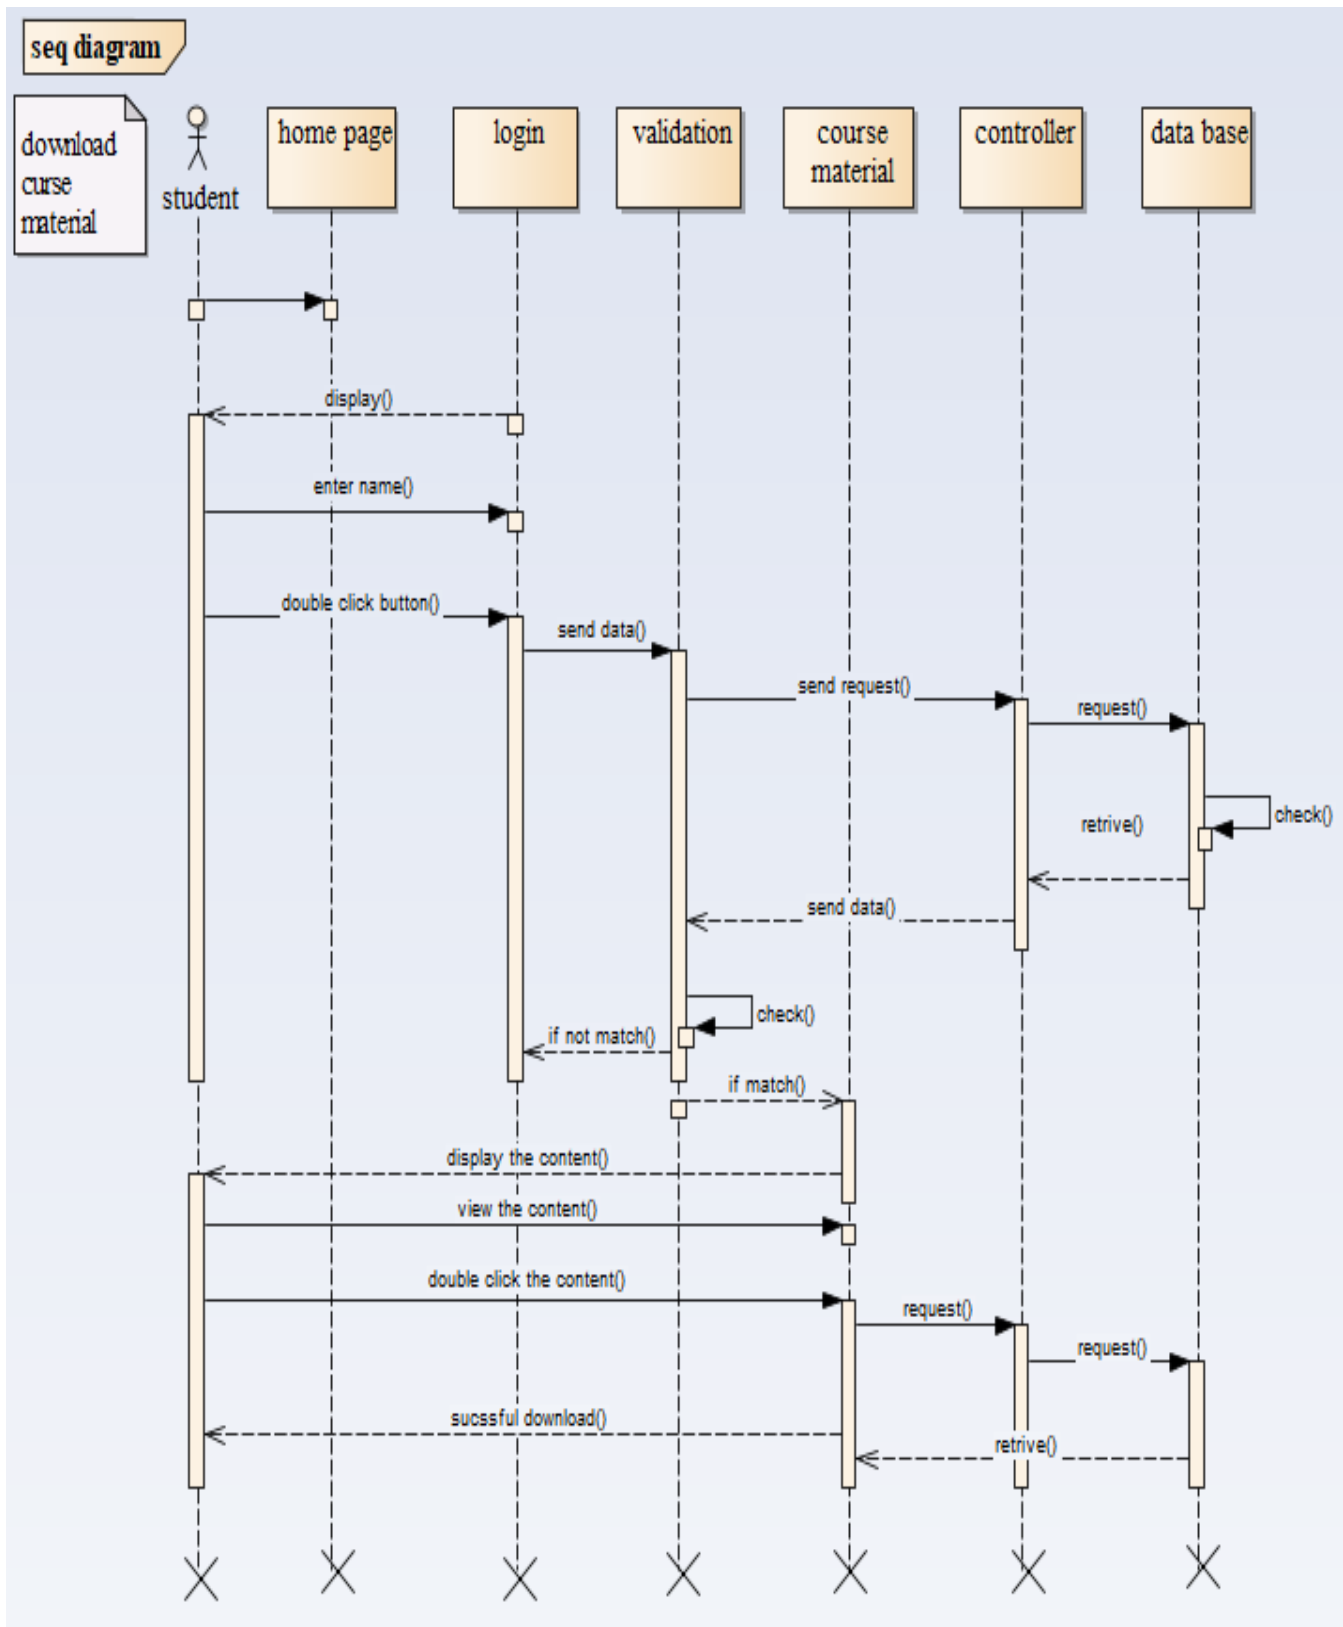 seq diagram
download
curse
material
student
home page
login
validation
course
material
controller
data base
display()
enter name()
double click button()
send data()
send request()
request()
check()
retrive()
send data()
check()
if not match()
if match()
display the content()
view the content()
double click the content()
request()
request()
sucssful download()
retrive()